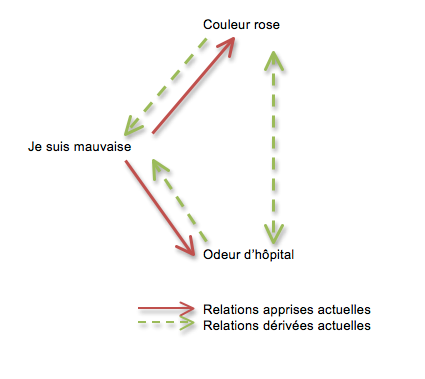 Couleur rose
Je suis mauvaise
Odeur d'hôpital
Relations apprises actuelles
Relations dérivées actuelles